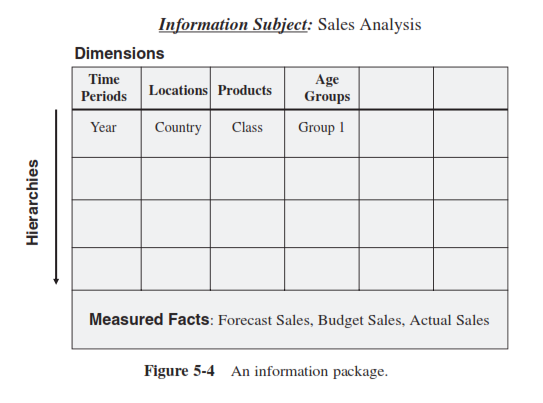 Information Subject: Sales Analysis
Dimensions
Time Periods Locations Products Age Groups
Year Country Class Group 1
Hierarchies
Measured Facts: Forecast Sales, Budget Sales, Actual Sales
Figure 5-4 An information package.